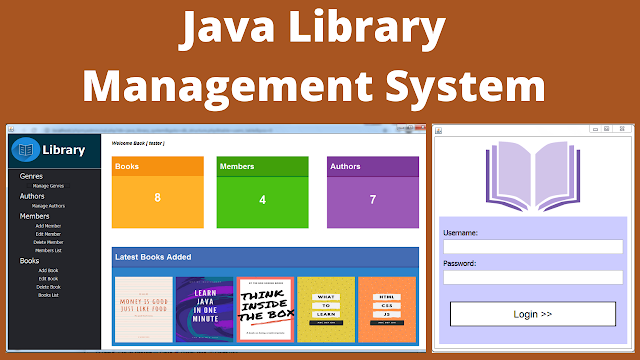 Java Library
Management System
Library
Genres
Manage Genres
Authors
Manage Authors
Members
Add Member
Edit Member
Delete Member
Members List
Books
Add Book
Edit Book
Delete Book
Books List
Welcome Back [ tester ]
Books
8
Members
4
Authors
7
Latest Books Added
MONEY IS GOOD
JUST LIKE FOOD
LEARN
JAVA
IN ONE
MINUTE
THINK
INSIDE
THE BOX
WHAT
TO
LEARN
HTML
CSS
JS
Username:
Password:
Login >>